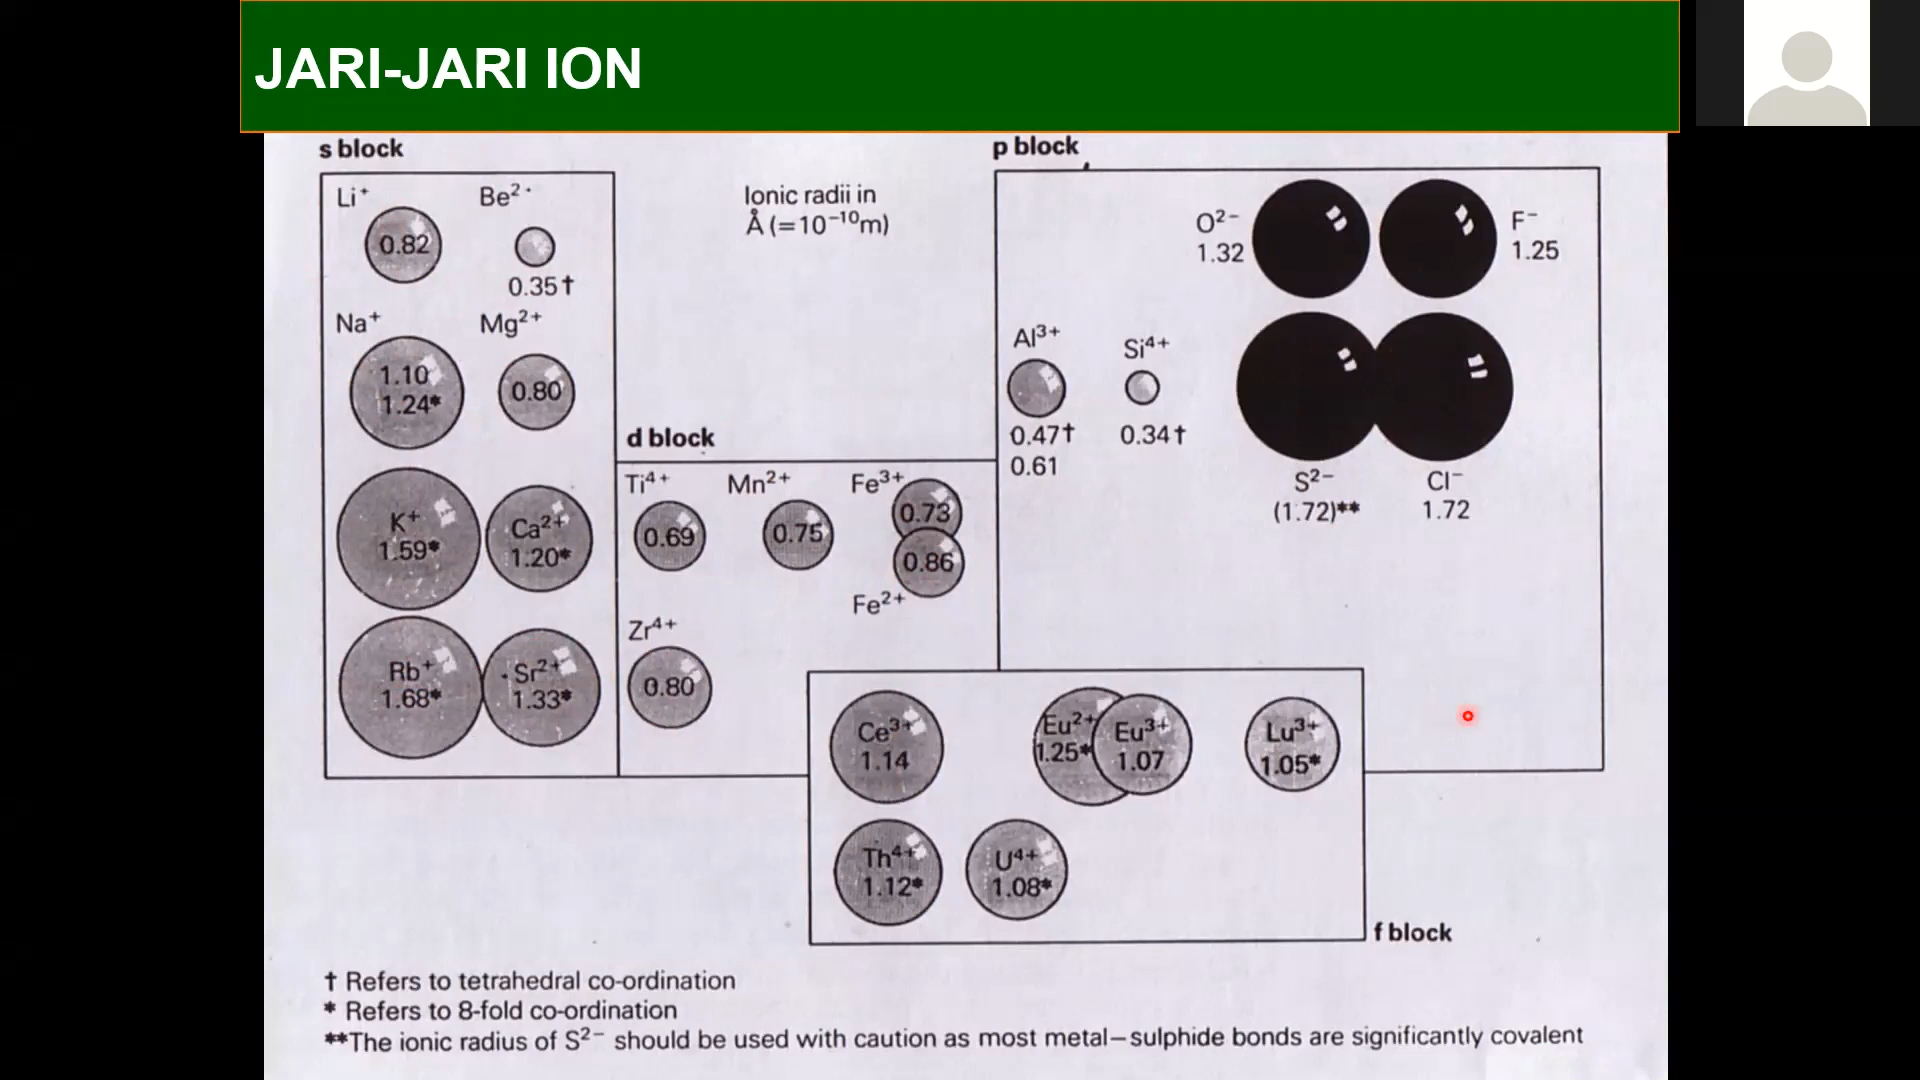 JARI-JARI ION
s block
p block
Ionic radii in
Å (=10⁻¹⁰m)
Li⁺
0.82
Be²⁺
0.35†
Na⁺
1.10
1.24*
Mg²⁺
0.80
K⁺
1.59*
Ca²⁺
1.20*
Rb⁺
1.68*
Sr²⁺
1.33*
d block
Ti⁴⁺
0.69
Mn²⁺
0.75
Fe³⁺
0.73
0.86
Fe²⁺
Zr⁴⁺
0.80
O²⁻
1.32
F⁻
1.25
Al³⁺
0.47†
0.61
Si⁴⁺
0.34†
S²⁻
(1.72)**
Cl⁻
1.72
Ce³⁺
1.14
Eu²⁺
1.25*
Eu³⁺
1.07
Lu³⁺
1.05*
Th⁴⁺
1.12*
U⁴⁺
1.08*
f block
† Refers to tetrahedral co-ordination
* Refers to 8-fold co-ordination
**The ionic radius of S²⁻ should be used with caution as most metal–sulphide bonds are significantly covalent